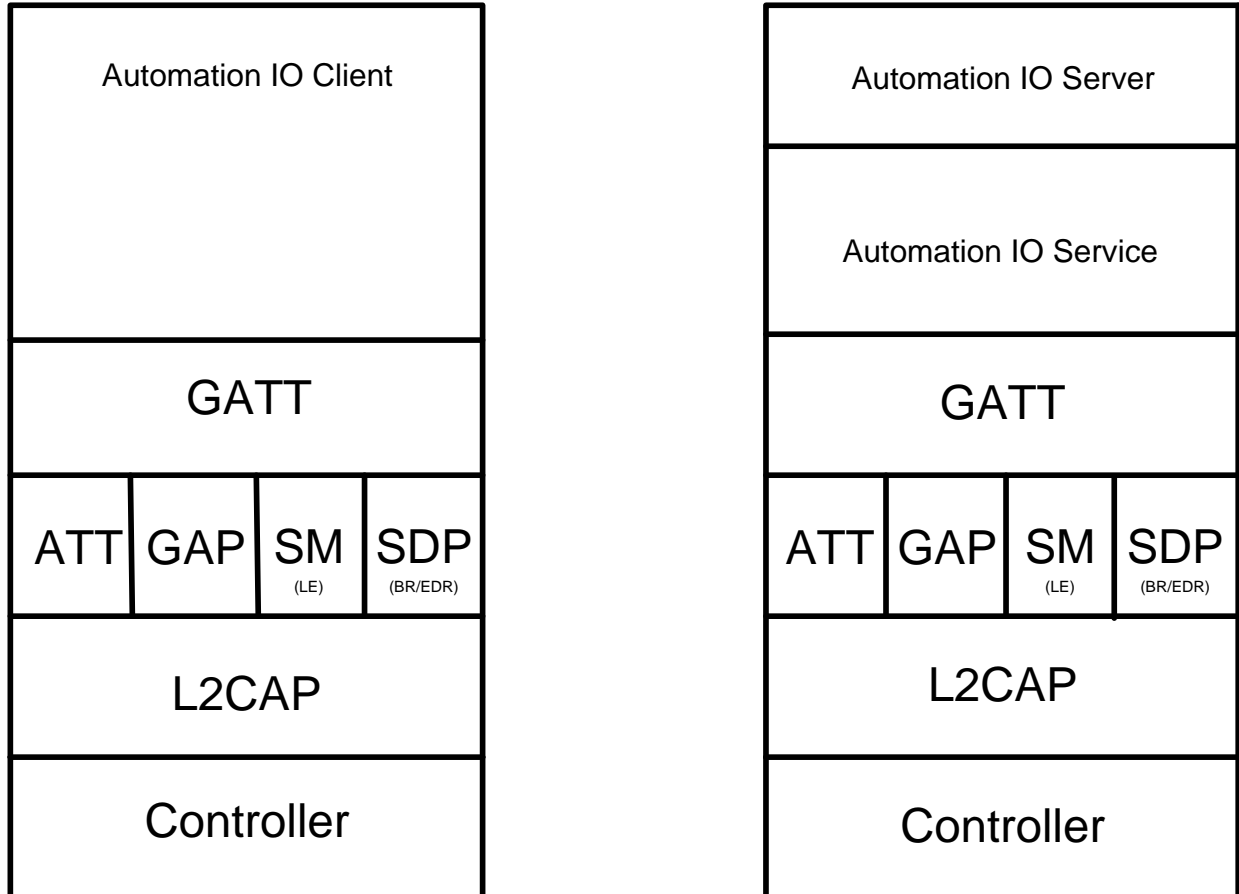 Automation IO Client
GATT
ATT GAP SM SDP
(LE) (BR/EDR)
L2CAP
Controller
Automation IO Server
Automation IO Service
GATT
ATT GAP SM SDP
(LE) (BR/EDR)
L2CAP
Controller